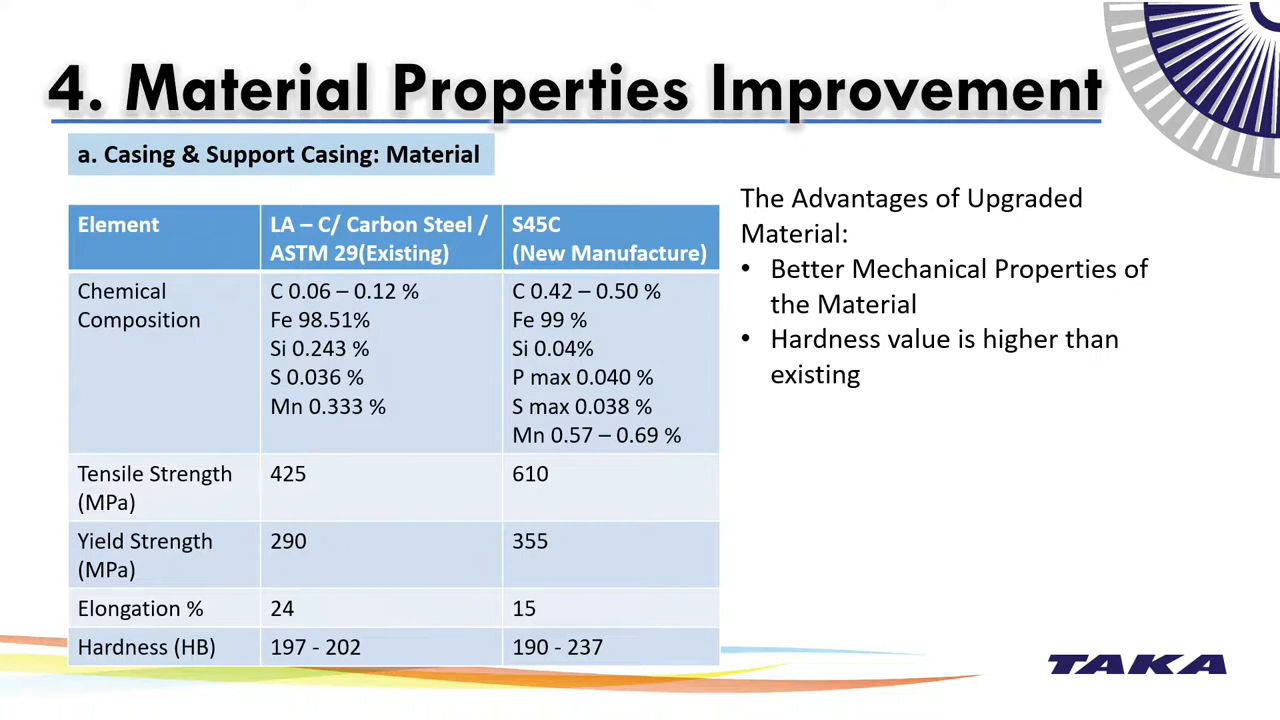 4. Material Properties Improvement
a. Casing & Support Casing: Material
Element
LA – C/ Carbon Steel /
ASTM 29(Existing)
S45C
(New Manufacture)
Chemical
Composition
C 0.06 – 0.12 %
Fe 98.51%
Si 0.243 %
S 0.036 %
Mn 0.333 %
C 0.42 – 0.50 %
Fe 99 %
Si 0.04%
P max 0.040 %
S max 0.038 %
Mn 0.57 – 0.69 %
Tensile Strength
(MPa)
425
610
Yield Strength
(MPa)
290
355
Elongation %
24
15
Hardness (HB)
197 - 202
190 - 237
The Advantages of Upgraded
Material:
• Better Mechanical Properties of
the Material
• Hardness value is higher than
existing
TAKA